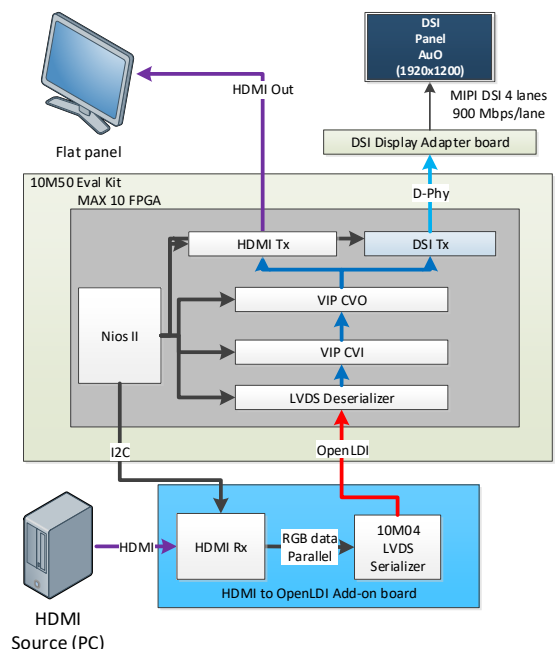 DSI
Panel
AuO
(1920x1200)
HDMI Out
MIPI DSI 4 lanes
900 Mbps/lane
Flat panel
DSI Display Adapter board
10M50 Eval Kit
D-Phy
MAX 10 FPGA
HDMI Tx
DSI Tx
VIP CVO
Nios II
VIP CVI
LVDS Deserializer
I2C
OpenLDI
HDMI
HDMI Rx
RGB data
Parallel
10M04
LVDS
Serializer
HDMI to OpenLDI Add-on board
HDMI
Source (PC)